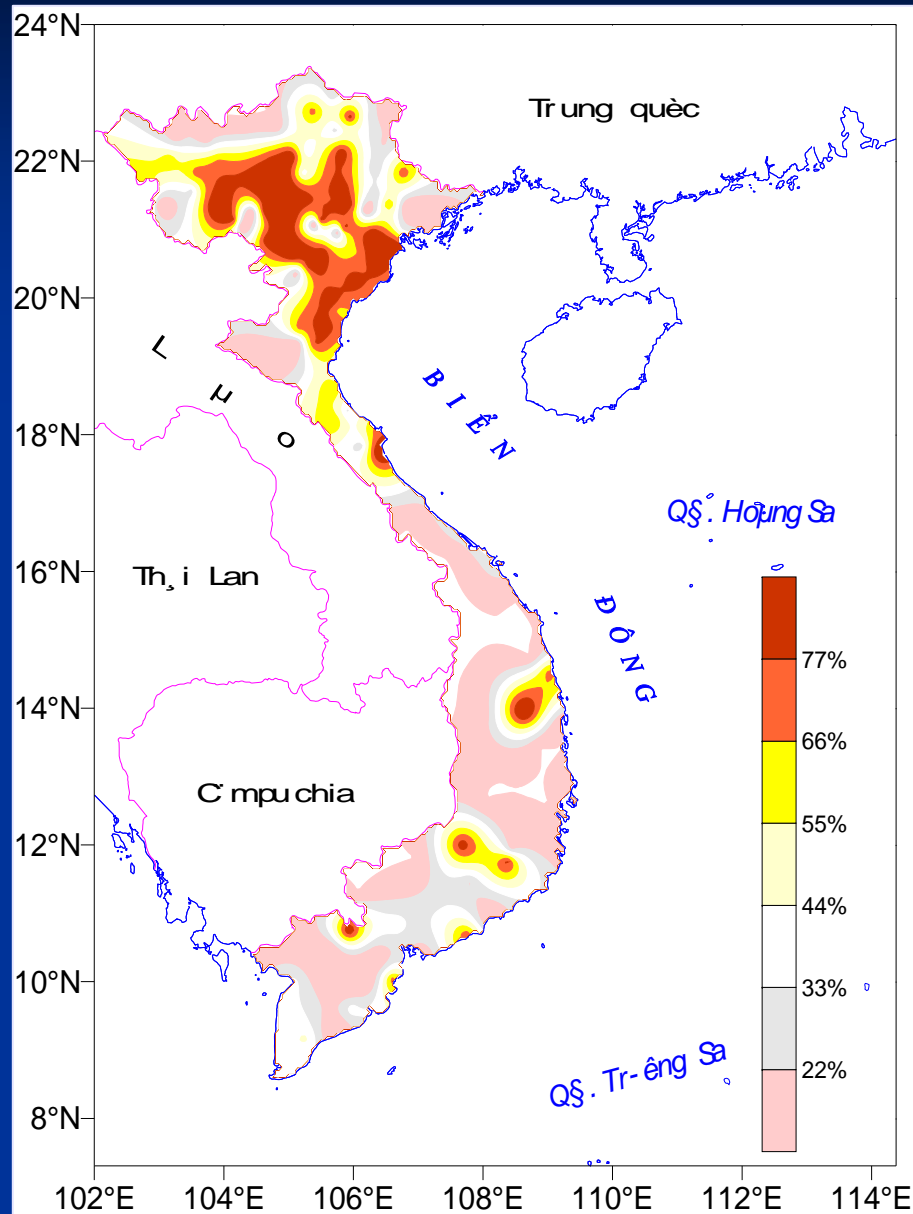 24°N
22°N
20°N
18°N
16°N
14°N
12°N
10°N
8°N
Trung quèc
L µ o
BIỂN
ĐÔNG
Q§. Hoµng Sa
Th¸i Lan
C¨mpuchia
Q§. Tr-êng Sa
77%
66%
55%
44%
33%
22%
102°E
104°E
106°E
108°E
110°E
112°E
114°E